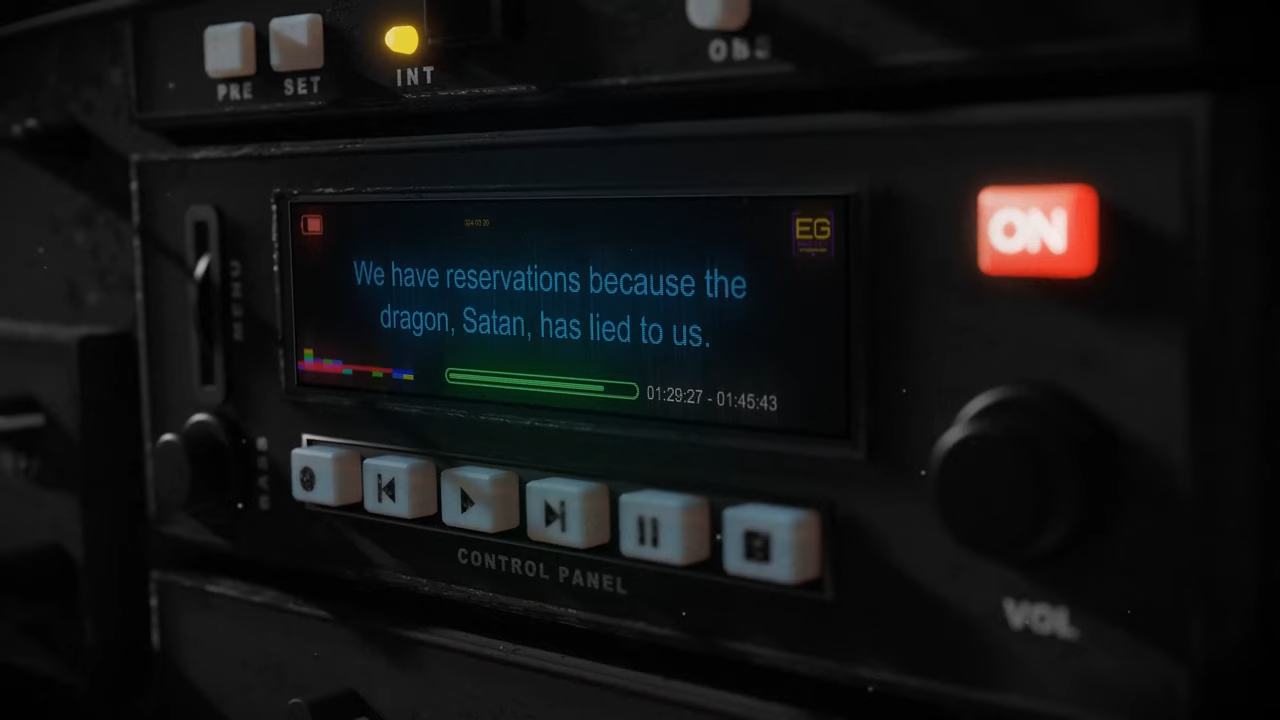 PRE
SET
INT
EG
ON
We have reservations because the
dragon, Satan, has lied to us.
MENU
01:29:27 - 01:45:43
BASS
CONTROL PANEL
VOL